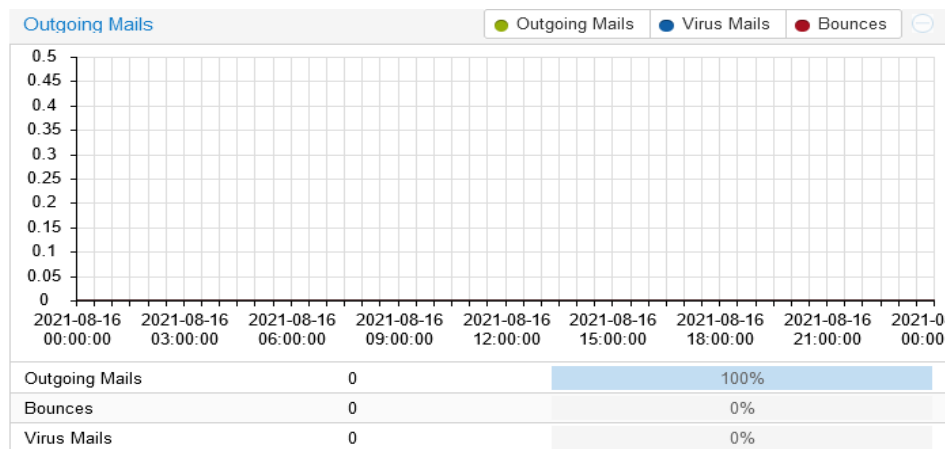 Outgoing Mails
Outgoing Mails Virus Mails Bounces
0.5
0.45
0.4
0.35
0.3
0.25
0.2
0.15
0.1
0.05
0
2021-08-16 2021-08-16 2021-08-16 2021-08-16 2021-08-16 2021-08-16 2021-08-16 2021-08-16 2021-0
00:00:00 03:00:00 06:00:00 09:00:00 12:00:00 15:00:00 18:00:00 21:00:00 00:00
Outgoing Mails 0 100%
Bounces 0 0%
Virus Mails 0 0%